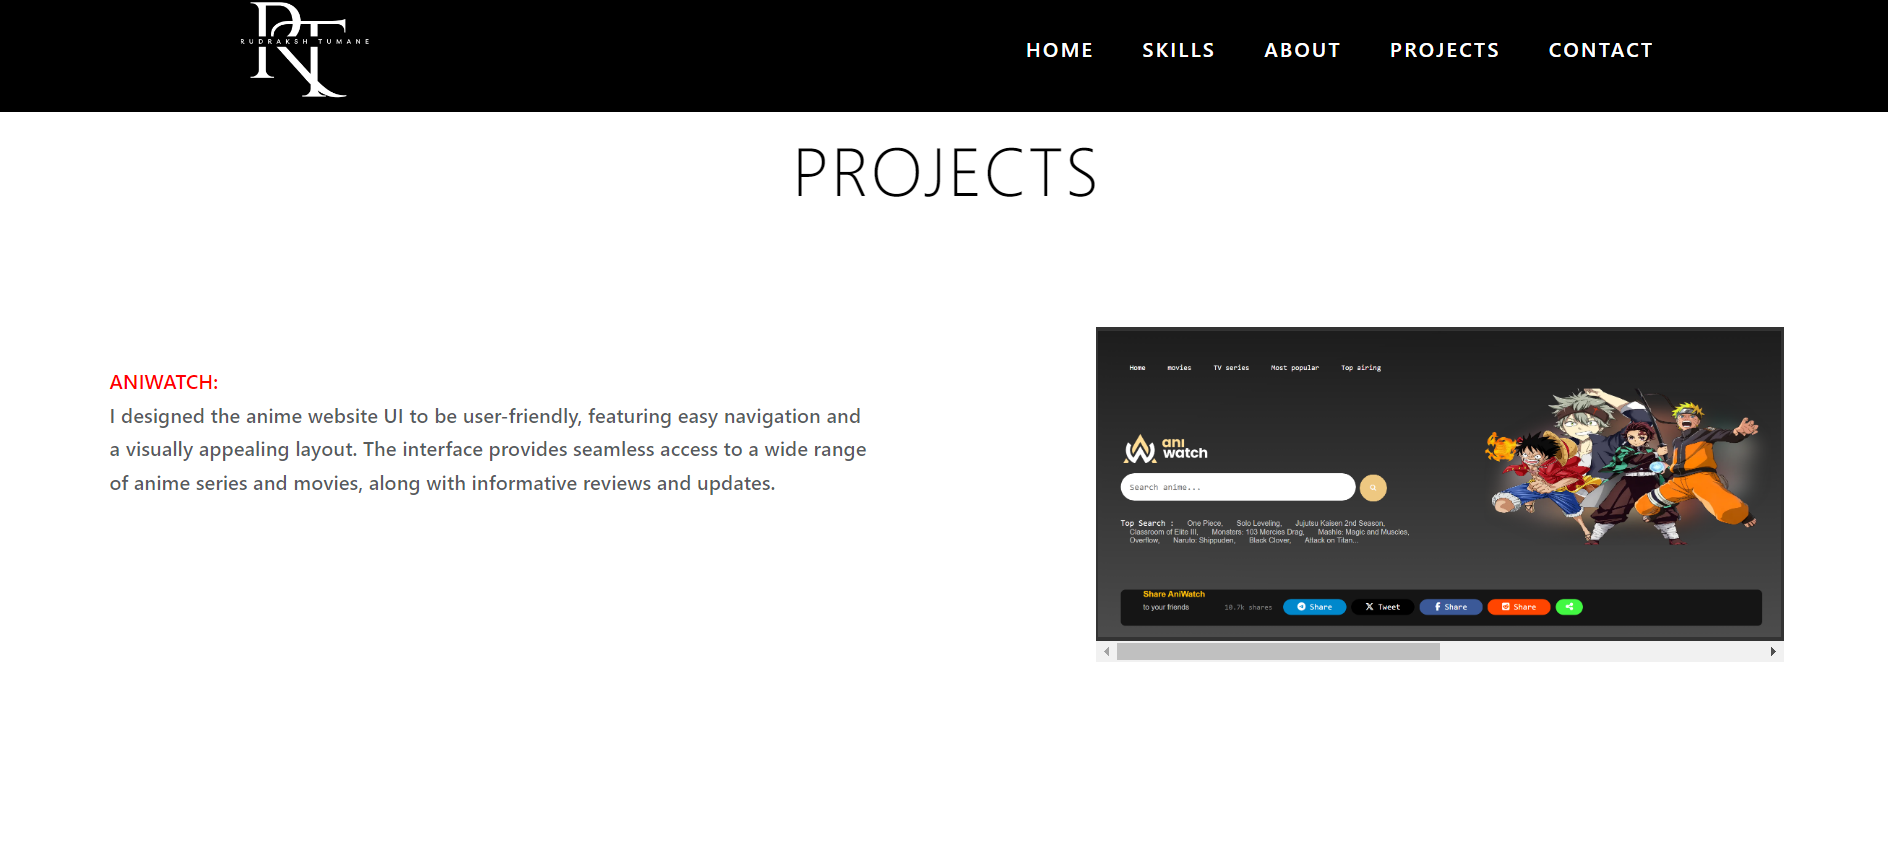 RT
RUDRAKSH TUMANE
HOME SKILLS ABOUT PROJECTS CONTACT
PROJECTS
ANIWATCH:
I designed the anime website UI to be user-friendly, featuring easy navigation and
a visually appealing layout. The interface provides seamless access to a wide range
of anime series and movies, along with informative reviews and updates.
Home movies TV series Most popular Top airing
ani
watch
Search anime...
Top Search : One Piece, Solo Leveling, Jujutsu Kaisen 2nd Season,
Classroom of Elite III, Monsters: 103 Mercies Drag, Mashle: Magic and Muscles,
Overflow, Naruto: Shippuden, Black Clover, Attack on Titan...
Share AniWatch
to your friends 10.7k shares Share Tweet Share Share